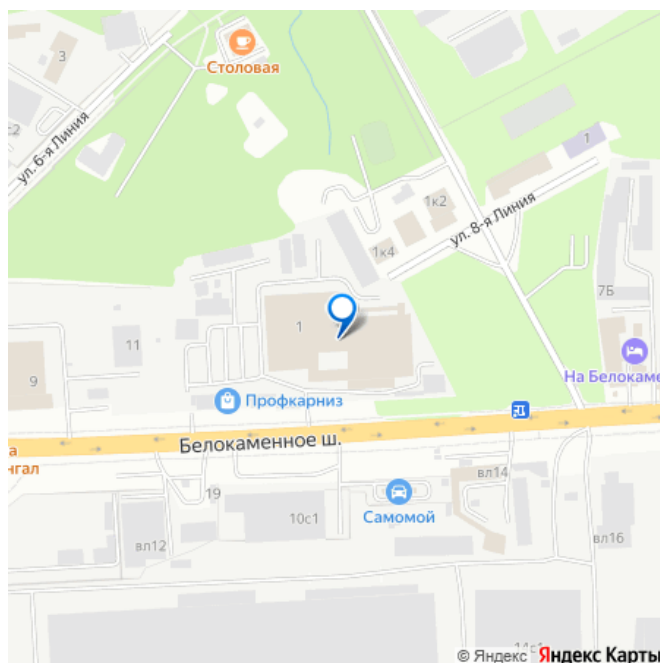 3
Столовая
с2
ул. 6-я Линия
1
1к2
ул. 8-я Линия
1к4
7Б
1
11
9
На Белокаме
Профкарниз
Белокаменное ш.
а
нгал
19
вл14
Самомой
10с1
вл12
вл16
14с1
© Яндекс Яндекс Карты